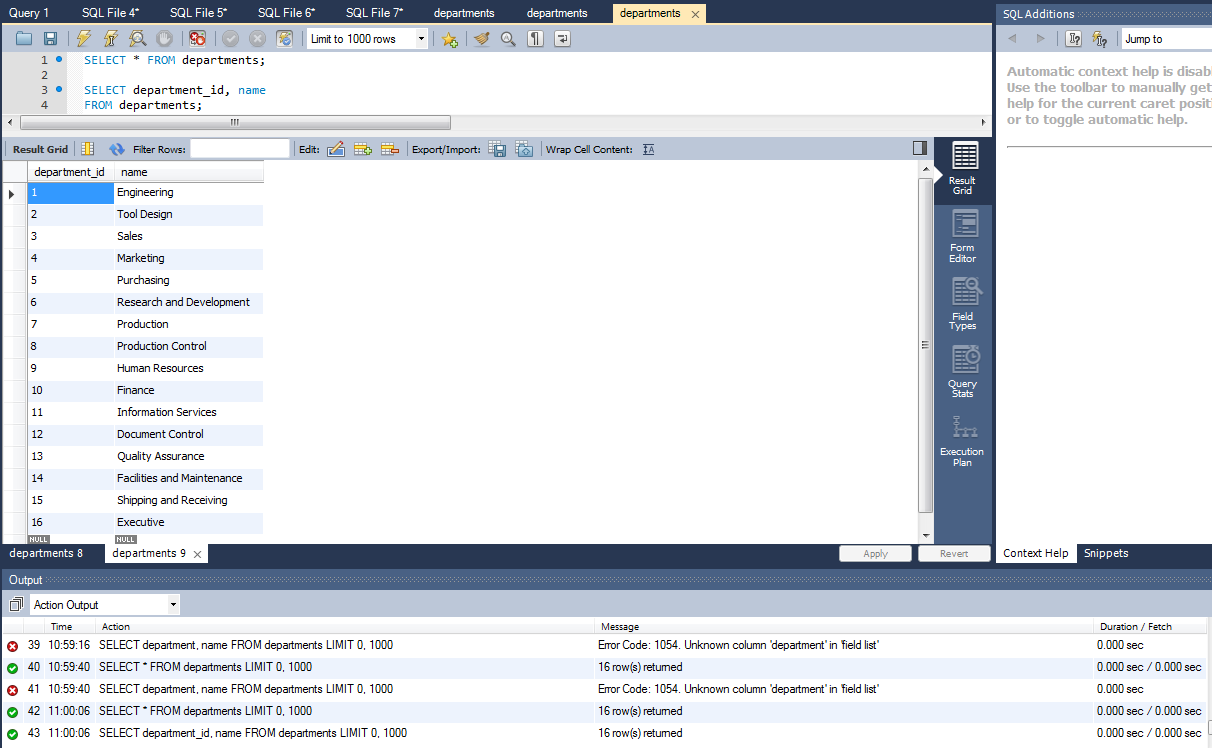 Query 1 SQL File 4* SQL File 5* SQL File 6* SQL File 7* departments departments departments
SQL Additions
Limit to 1000 rows
Jump to
1 SELECT * FROM departments;
2
3 SELECT department_id, name
4 FROM departments;
Automatic context help is disabl
Use the toolbar to manually get
help for the current caret positi
or to toggle automatic help.
Result Grid Filter Rows: Edit: Export/Import: Wrap Cell Content:
department_id name
1 Engineering
2 Tool Design
3 Sales
4 Marketing
5 Purchasing
6 Research and Development
7 Production
8 Production Control
9 Human Resources
10 Finance
11 Information Services
12 Document Control
13 Quality Assurance
14 Facilities and Maintenance
15 Shipping and Receiving
16 Executive
NULL NULL
Result
Grid
Form
Editor
Field
Types
Query
Stats
Execution
Plan
departments 8 departments 9 Apply Revert
Context Help Snippets
Output
Action Output
Time Action Message Duration / Fetch
39 10:59:16 SELECT department, name FROM departments LIMIT 0, 1000 Error Code: 1054. Unknown column 'department' in 'field list' 0.000 sec
40 10:59:40 SELECT * FROM departments LIMIT 0, 1000 16 row(s) returned 0.000 sec / 0.000 sec
41 10:59:40 SELECT department, name FROM departments LIMIT 0, 1000 Error Code: 1054. Unknown column 'department' in 'field list' 0.000 sec
42 11:00:06 SELECT * FROM departments LIMIT 0, 1000 16 row(s) returned 0.000 sec / 0.000 sec
43 11:00:06 SELECT department_id, name FROM departments LIMIT 0, 1000 16 row(s) returned 0.000 sec / 0.000 sec